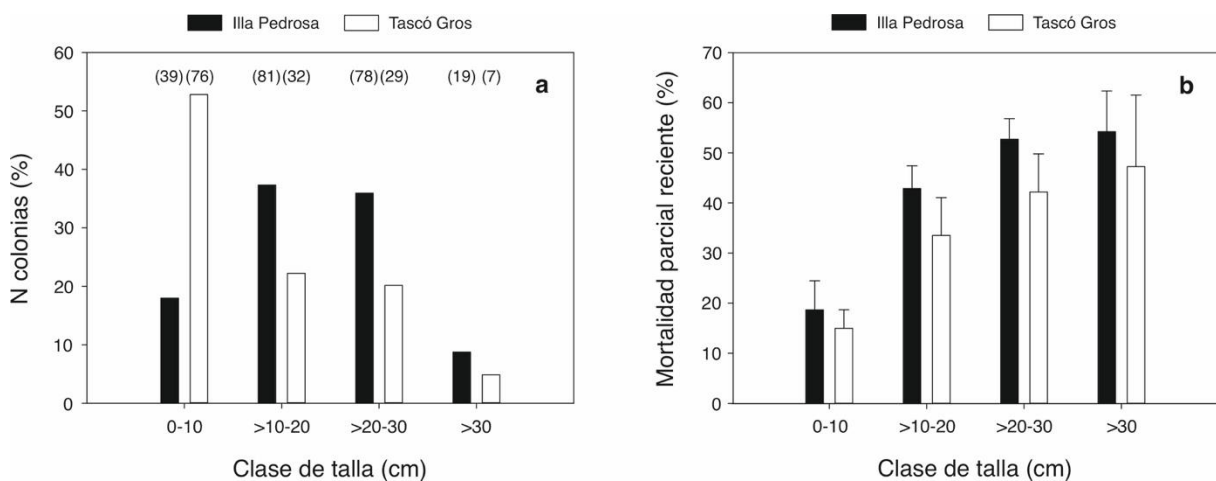 Illa Pedrosa Tascó Gros
60
50
40
30
20
10
0
N colonias (%)
(39)(76) (81)(32) (78)(29) (19) (7)
a
0-10 >10-20 >20-30 >30
Clase de talla (cm)
Illa Pedrosa Tascó Gros
70
60
50
40
30
20
10
0
Mortalidad parcial reciente (%)
b
0-10 >10-20 >20-30 >30
Clase de talla (cm)